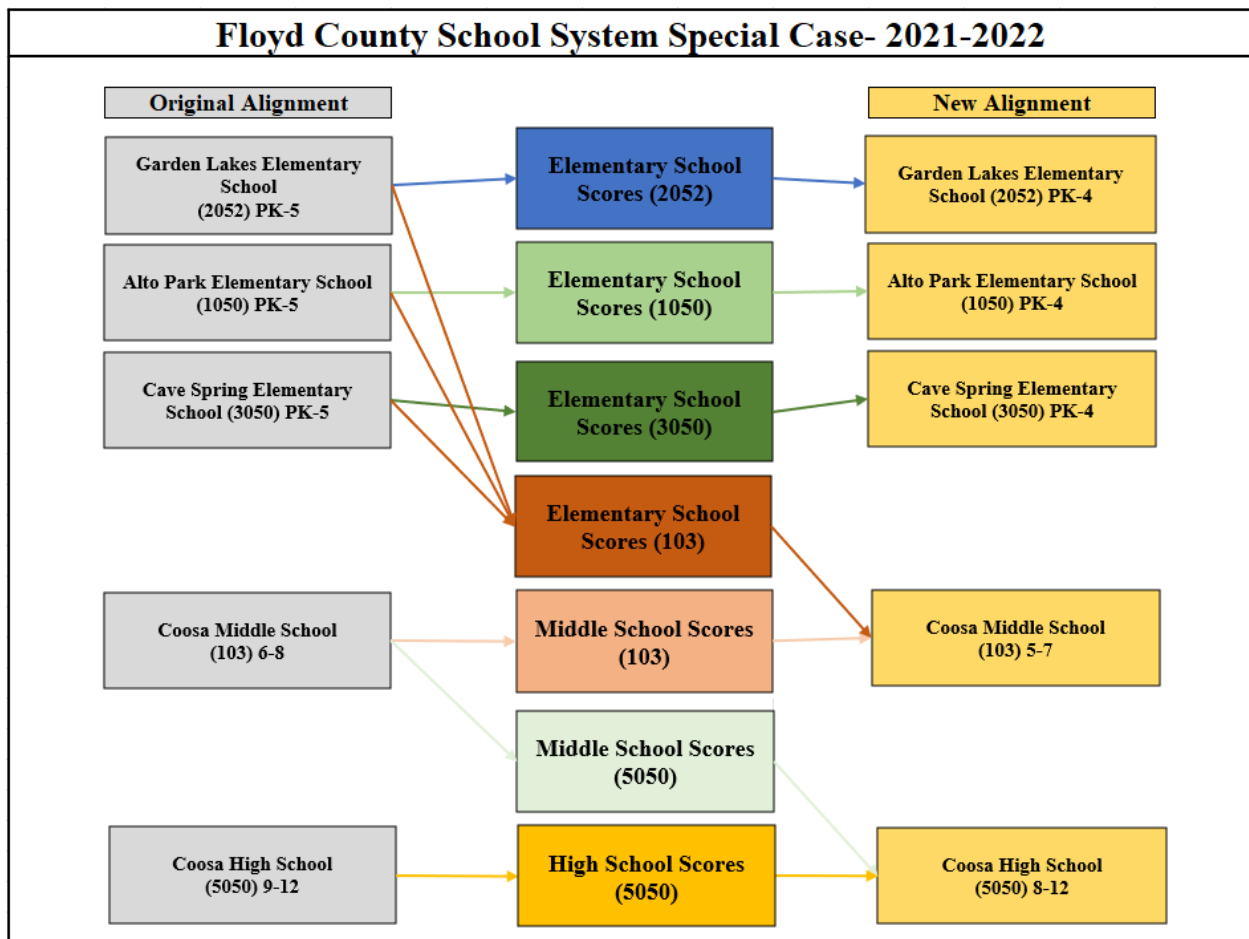 Floyd County School System Special Case- 2021-2022
Original Alignment
New Alignment
Garden Lakes Elementary
School
(2052) PK-5
Elementary School
Scores (2052)
Garden Lakes Elementary
School (2052) PK-4
Alto Park Elementary School
(1050) PK-5
Elementary School
Scores (1050)
Alto Park Elementary School
(1050) PK-4
Cave Spring Elementary
School (3050) PK-5
Elementary School
Scores (3050)
Cave Spring Elementary
School (3050) PK-4
Elementary School
Scores (103)
Coosa Middle School
(103) 6-8
Middle School Scores
(103)
Coosa Middle School
(103) 5-7
Middle School Scores
(5050)
Coosa High School
(5050) 9-12
High School Scores
(5050)
Coosa High School
(5050) 8-12